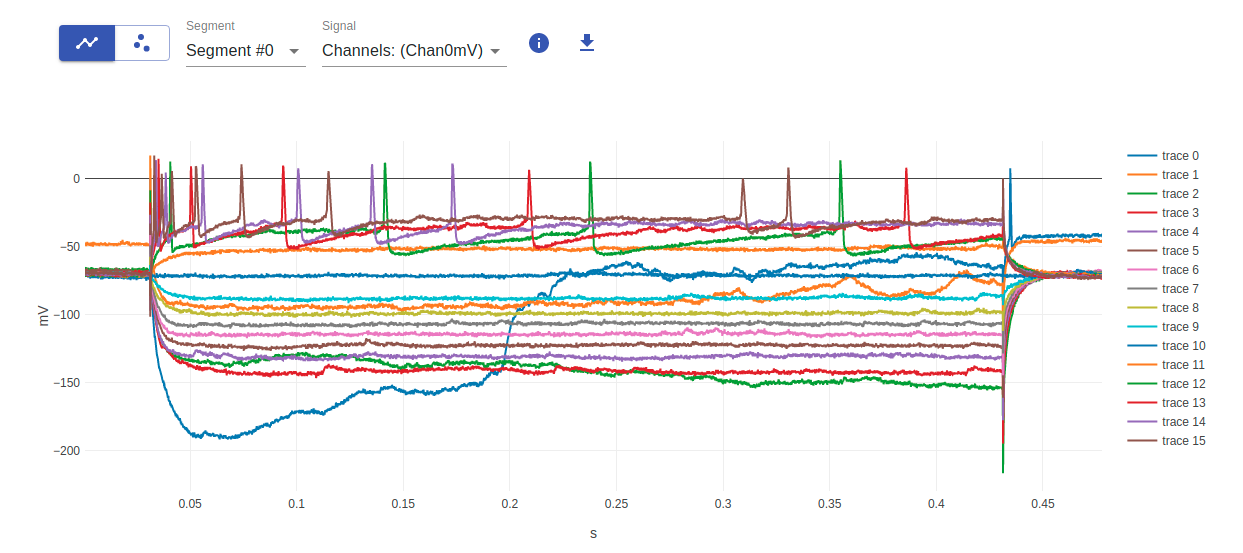 Segment
Signal
Segment #0
Channels: (Chan0mV)
0
−50
−100
−150
−200
mV
0.05
0.1
0.15
0.2
0.25
0.3
0.35
0.4
0.45
s
trace 0
trace 1
trace 2
trace 3
trace 4
trace 5
trace 6
trace 7
trace 8
trace 9
trace 10
trace 11
trace 12
trace 13
trace 14
trace 15